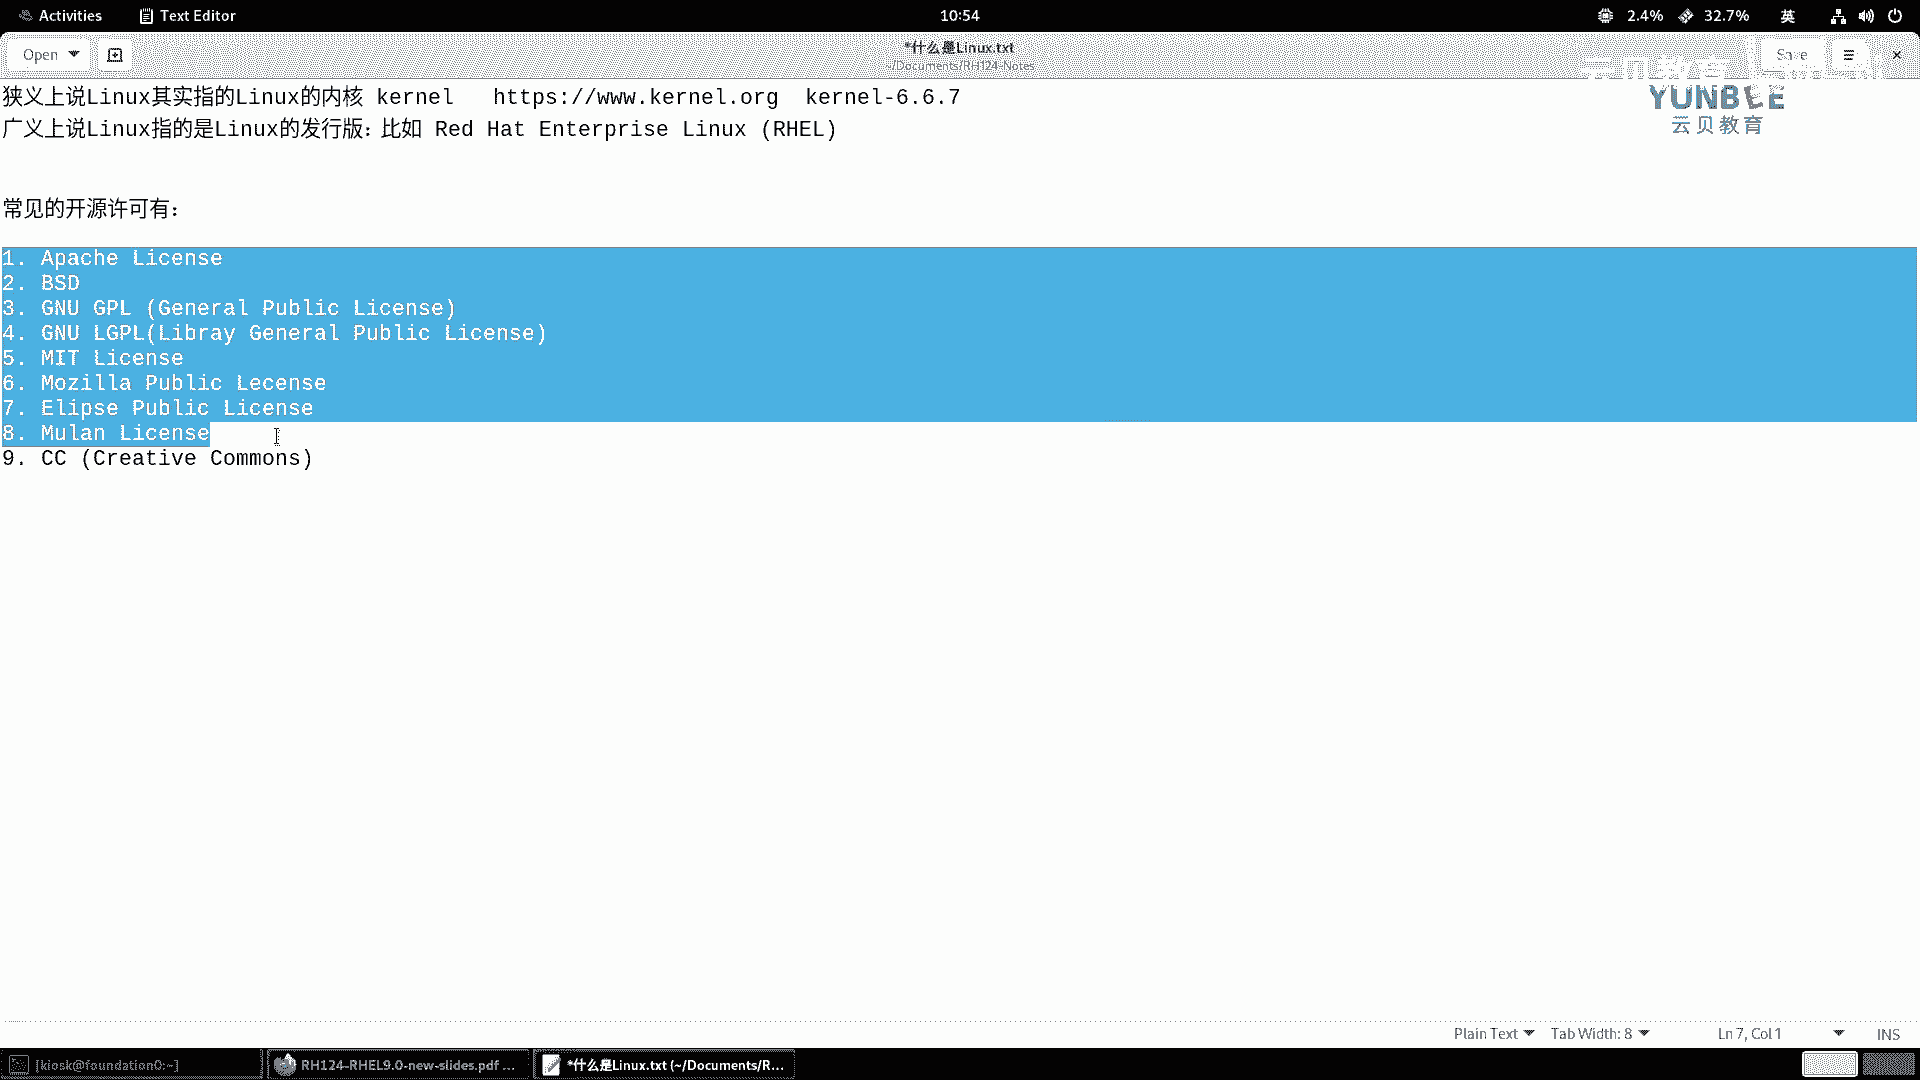 Activities Text Editor 10:54 2.4% 32.7% 英
Open *什么是Linux.txt Save
~/Documents/RH124-Notes
狭义上说Linux其实指的Linux的内核 kernel https://www.kernel.org kernel-6.6.7
YUNBEE
广义上说Linux指的是Linux的发行版：比如 Red Hat Enterprise Linux (RHEL)
云贝教育
常见的开源许可有：
1. Apache License
2. BSD
3. GNU GPL (General Public License)
4. GNU LGPL(Libray General Public License)
5. MIT License
6. Mozilla Public Lecense
7. Elipse Public License
8. Mulan License
9. CC (Creative Commons)
Plain Text Tab Width: 8 Ln 7, Col 1 INS
[kiosk@foundation0:~] RH124-RHEL9.0-new-slides.pdf ... *什么是Linux.txt (~/Documents/R...